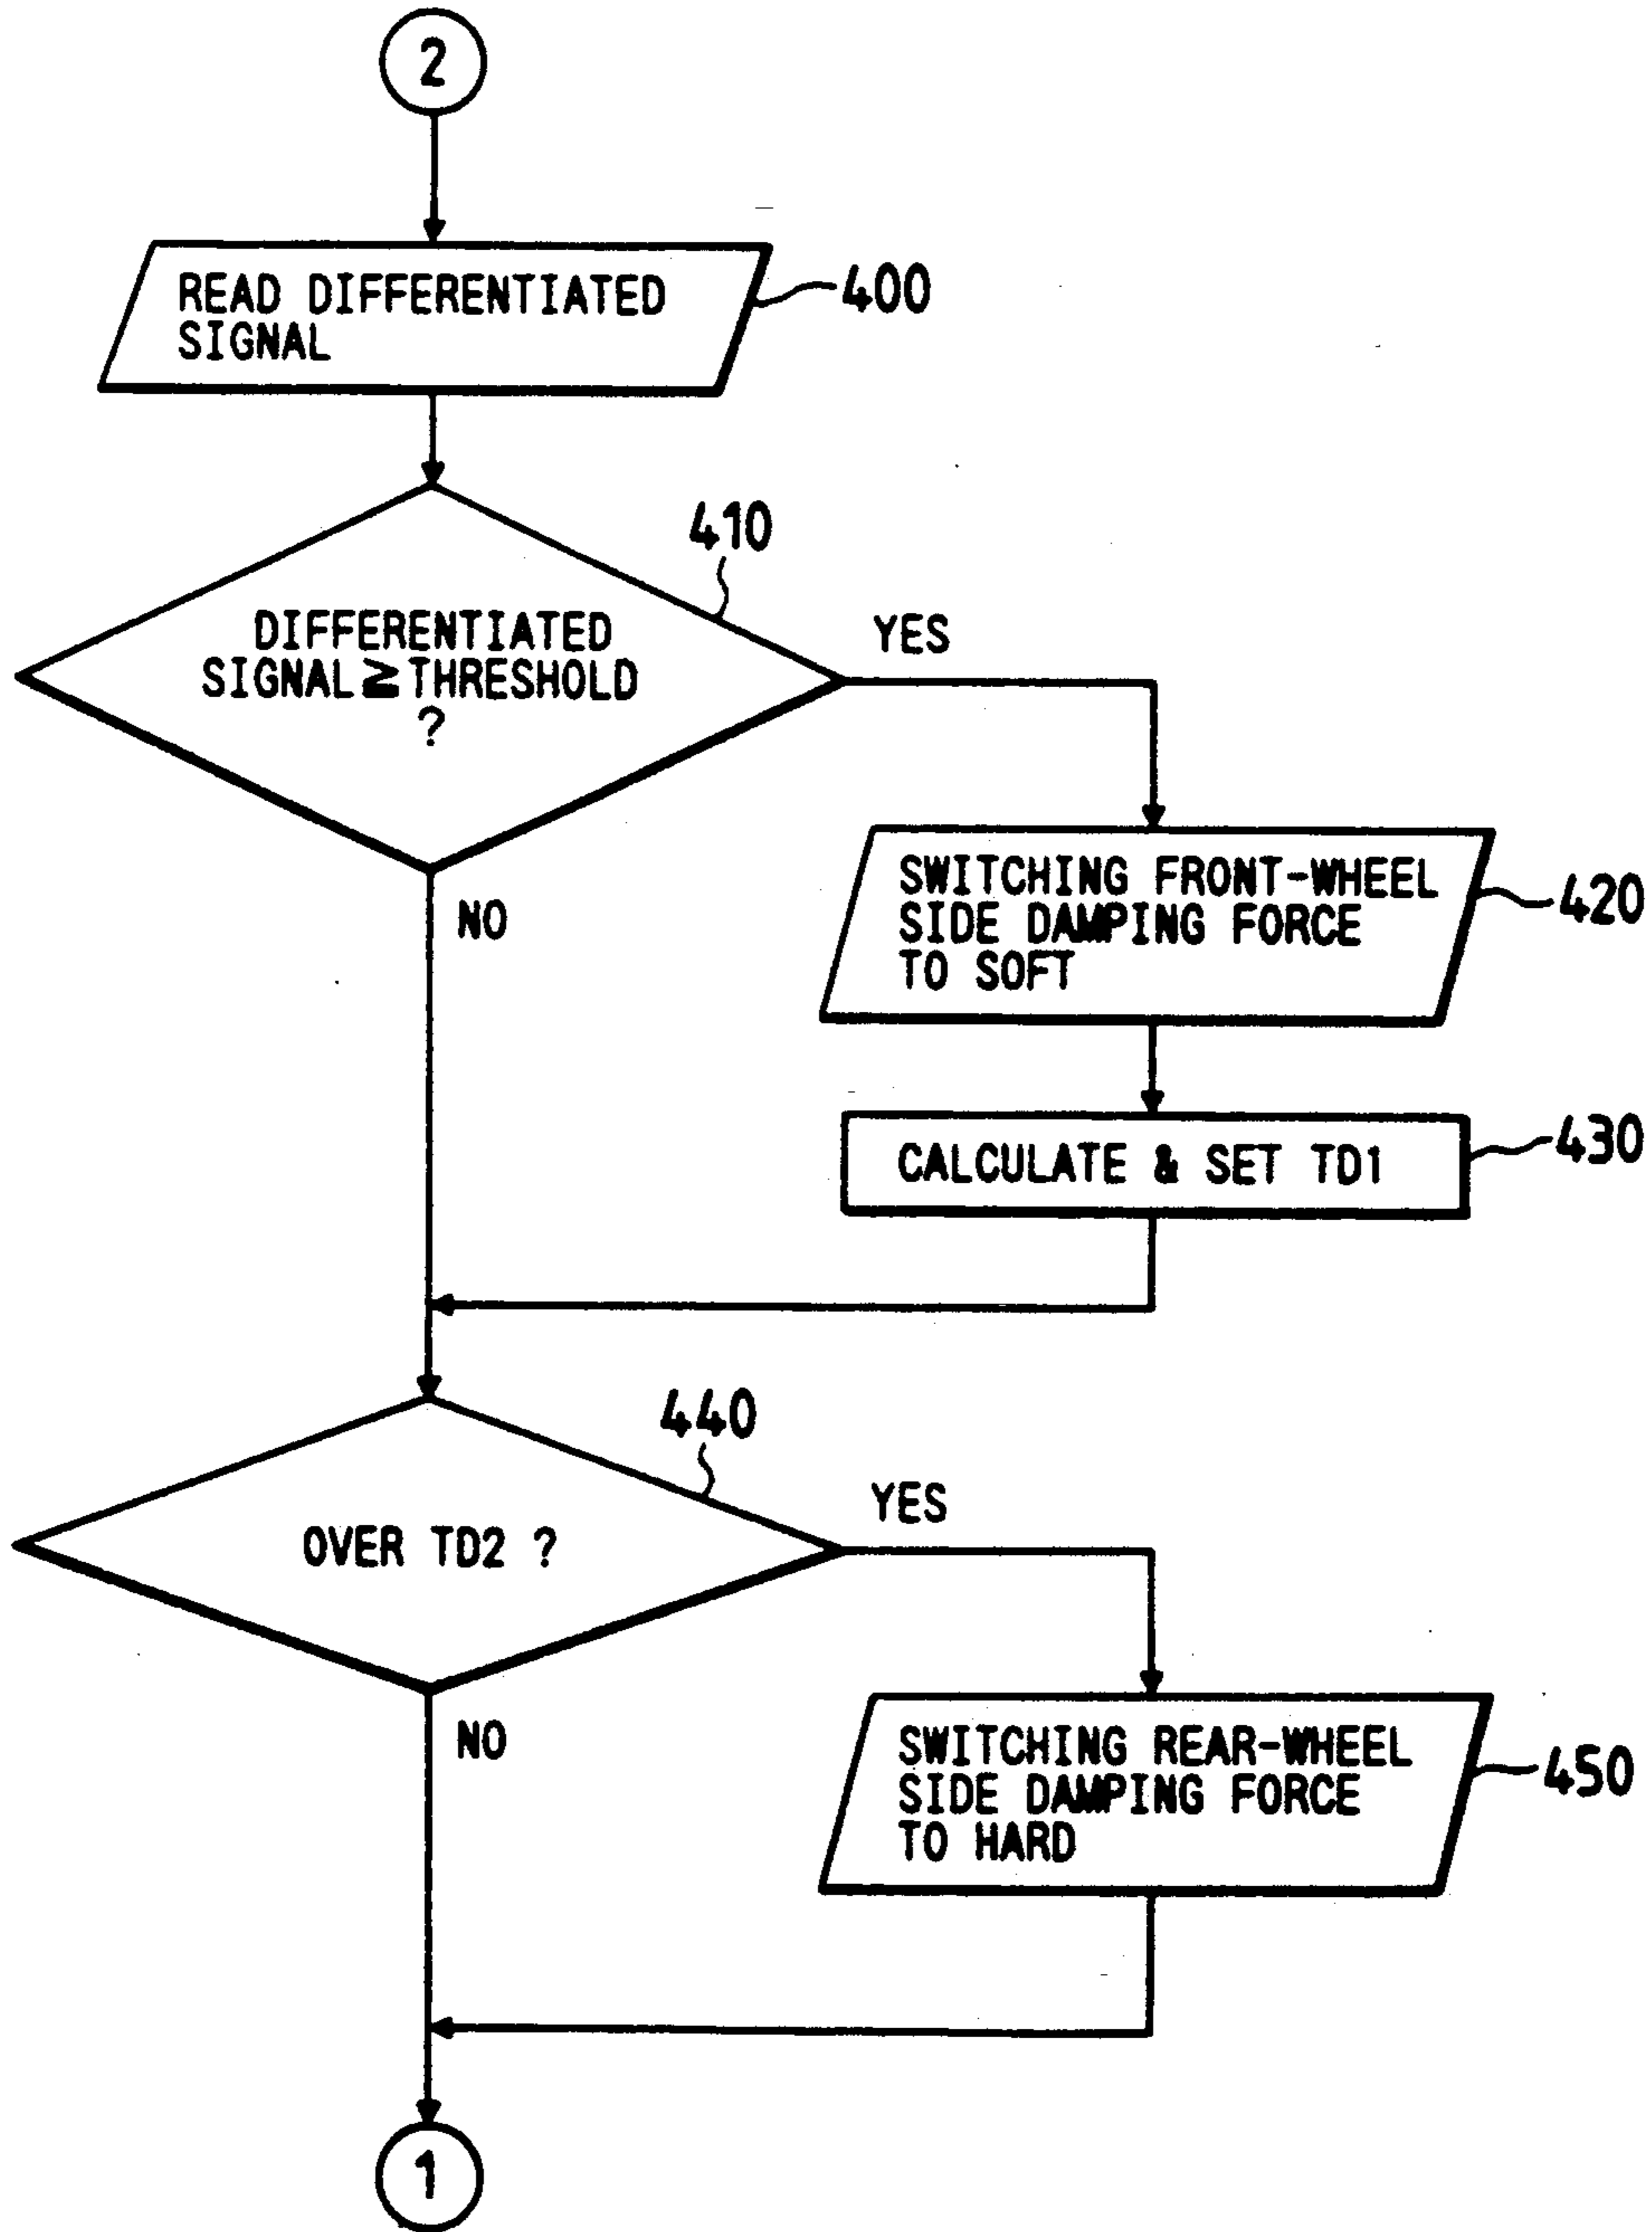 2
READ DIFFERENTIATED
SIGNAL
400
410
DIFFERENTIATED
SIGNAL≧THRESHOLD
?
YES
NO
SWITCHING FRONT-WHEEL
SIDE DAMPING FORCE
TO SOFT
420
CALCULATE & SET TD1
430
440
OVER TD2 ?
YES
NO
SWITCHING REAR-WHEEL
SIDE DAMPING FORCE
TO HARD
450
1